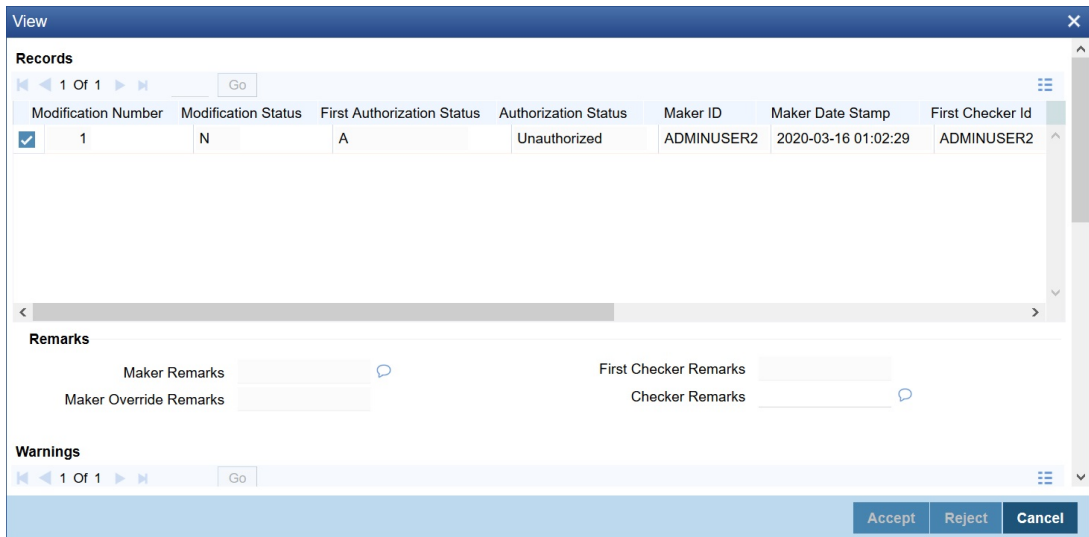 View
Records
1 Of 1 Go
Modification Number Modification Status First Authorization Status Authorization Status Maker ID Maker Date Stamp First Checker Id
1 N A Unauthorized ADMINUSER2 2020-03-16 01:02:29 ADMINUSER2
Remarks
Maker Remarks First Checker Remarks
Maker Override Remarks Checker Remarks
Warnings
1 Of 1 Go
Accept Reject Cancel